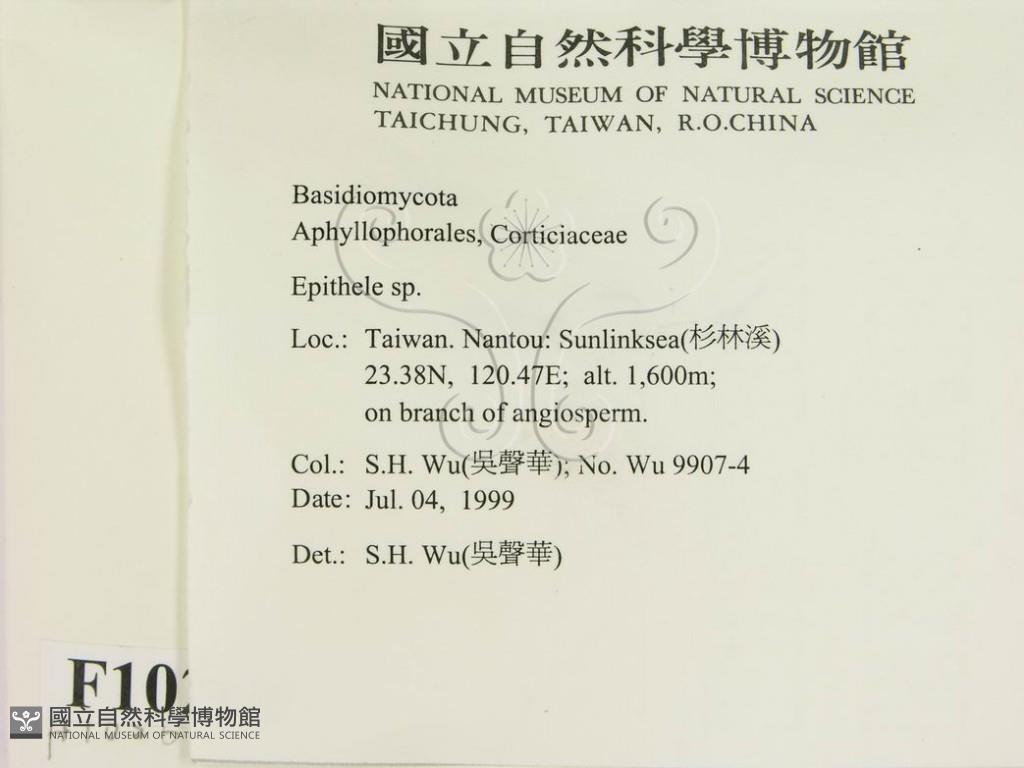 國立自然科學博物館
NATIONAL MUSEUM OF NATURAL SCIENCE
TAICHUNG, TAIWAN, R.O.CHINA
Basidiomycota
Aphyllophorales, Corticiaceae
Epithele sp.
Loc.: Taiwan. Nantou: Sunlinksea(杉林溪)
23.38N, 120.47E; alt. 1,600m;
on branch of angiosperm.
Col.: S.H. Wu(吳聲華); No. Wu 9907-4
Date: Jul. 04, 1999
Det.: S.H. Wu(吳聲華)
F10
國立自然科學博物館
NATIONAL MUSEUM OF NATURAL SCIENCE